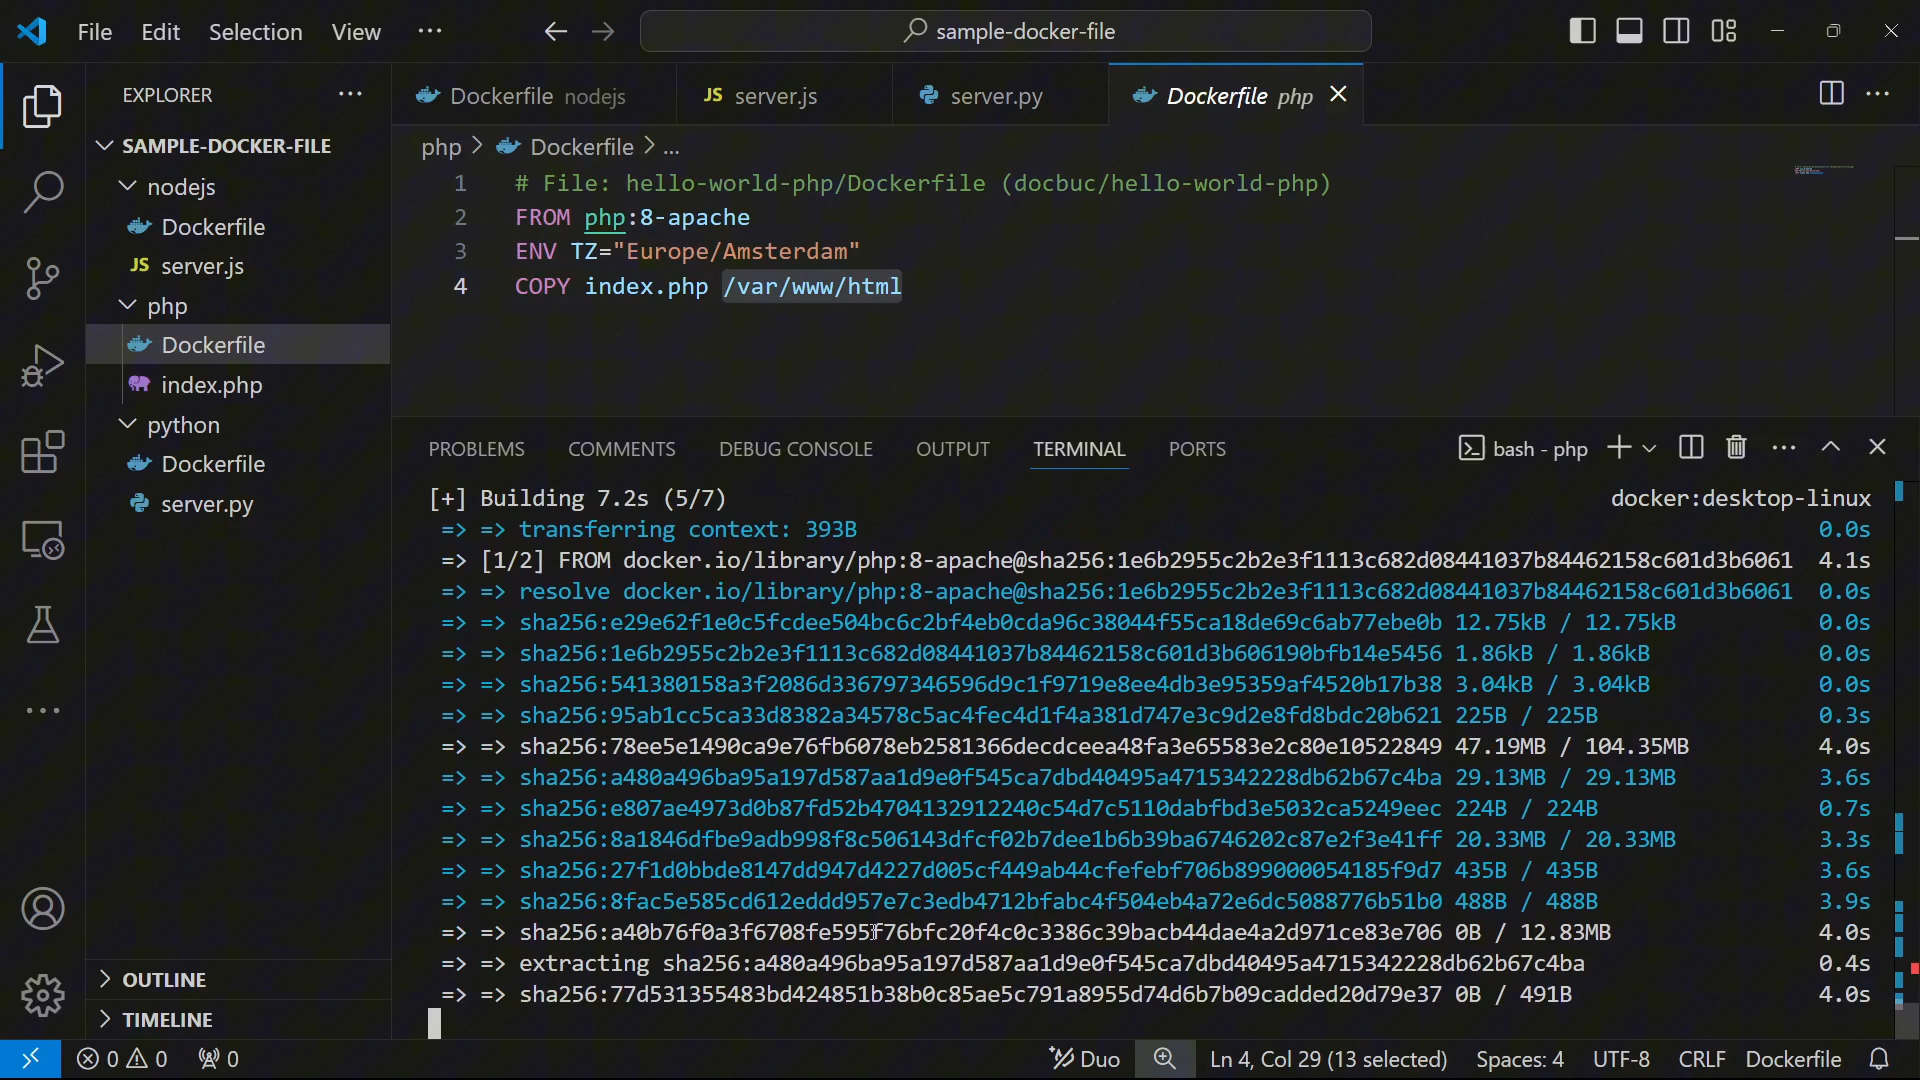 File Edit Selection View ··· sample-docker-file
EXPLORER
SAMPLE-DOCKER-FILE
nodejs
Dockerfile
JS server.js
php
Dockerfile
index.php
python
Dockerfile
server.py
OUTLINE
TIMELINE
Dockerfile nodejs JS server.js server.py Dockerfile php
php > Dockerfile > ...
1 # File: hello-world-php/Dockerfile (docbuc/hello-world-php)
2 FROM php:8-apache
3 ENV TZ="Europe/Amsterdam"
4 COPY index.php /var/www/html
PROBLEMS COMMENTS DEBUG CONSOLE OUTPUT TERMINAL PORTS bash - php
[+] Building 7.2s (5/7) docker:desktop-linux
=> => transferring context: 393B 0.0s
=> [1/2] FROM docker.io/library/php:8-apache@sha256:1e6b2955c2b2e3f1113c682d08441037b84462158c601d3b6061 4.1s
=> => resolve docker.io/library/php:8-apache@sha256:1e6b2955c2b2e3f1113c682d08441037b84462158c601d3b6061 0.0s
=> => sha256:e29e62f1e0c5fcdee504bc6c2bf4eb0cda96c38044f55ca18de69c6ab77ebe0b 12.75kB / 12.75kB 0.0s
=> => sha256:1e6b2955c2b2e3f1113c682d08441037b84462158c601d3b606190bfb14e5456 1.86kB / 1.86kB 0.0s
=> => sha256:541380158a3f2086d336797346596d9c1f9719e8ee4db3e95359af4520b17b38 3.04kB / 3.04kB 0.0s
=> => sha256:95ab1cc5ca33d8382a34578c5ac4fec4d1f4a381d747e3c9d2e8fd8bdc20b621 225B / 225B 0.3s
=> => sha256:78ee5e1490ca9e76fb6078eb2581366decdceea48fa3e65583e2c80e10522849 47.19MB / 104.35MB 4.0s
=> => sha256:a480a496ba95a197d587aa1d9e0f545ca7dbd40495a4715342228db62b67c4ba 29.13MB / 29.13MB 3.6s
=> => sha256:e807ae4973d0b87fd52b4704132912240c54d7c5110dabfbd3e5032ca5249eec 224B / 224B 0.7s
=> => sha256:8a1846dfbe9adb998f8c506143dfcf02b7dee1b6b39ba6746202c87e2f3e41ff 20.33MB / 20.33MB 3.3s
=> => sha256:27f1d0bbde8147dd947d4227d005cf449ab44cfefebf706b899000054185f9d7 435B / 435B 3.6s
=> => sha256:8fac5e585cd612eddd957e7c3edb4712bfabc4f504eb4a72e6dc5088776b51b0 488B / 488B 3.9s
=> => sha256:a40b76f0a3f6708fe595f76bfc20f4c0c3386c39bacb44dae4a2d971ce83e706 0B / 12.83MB 4.0s
=> => extracting sha256:a480a496ba95a197d587aa1d9e0f545ca7dbd40495a4715342228db62b67c4ba 0.4s
=> => sha256:77d531355483bd424851b38b0c85ae5c791a8955d74d6b7b09cadded20d79e37 0B / 491B 4.0s
0 0 0 Duo Ln 4, Col 29 (13 selected) Spaces: 4 UTF-8 CRLF Dockerfile